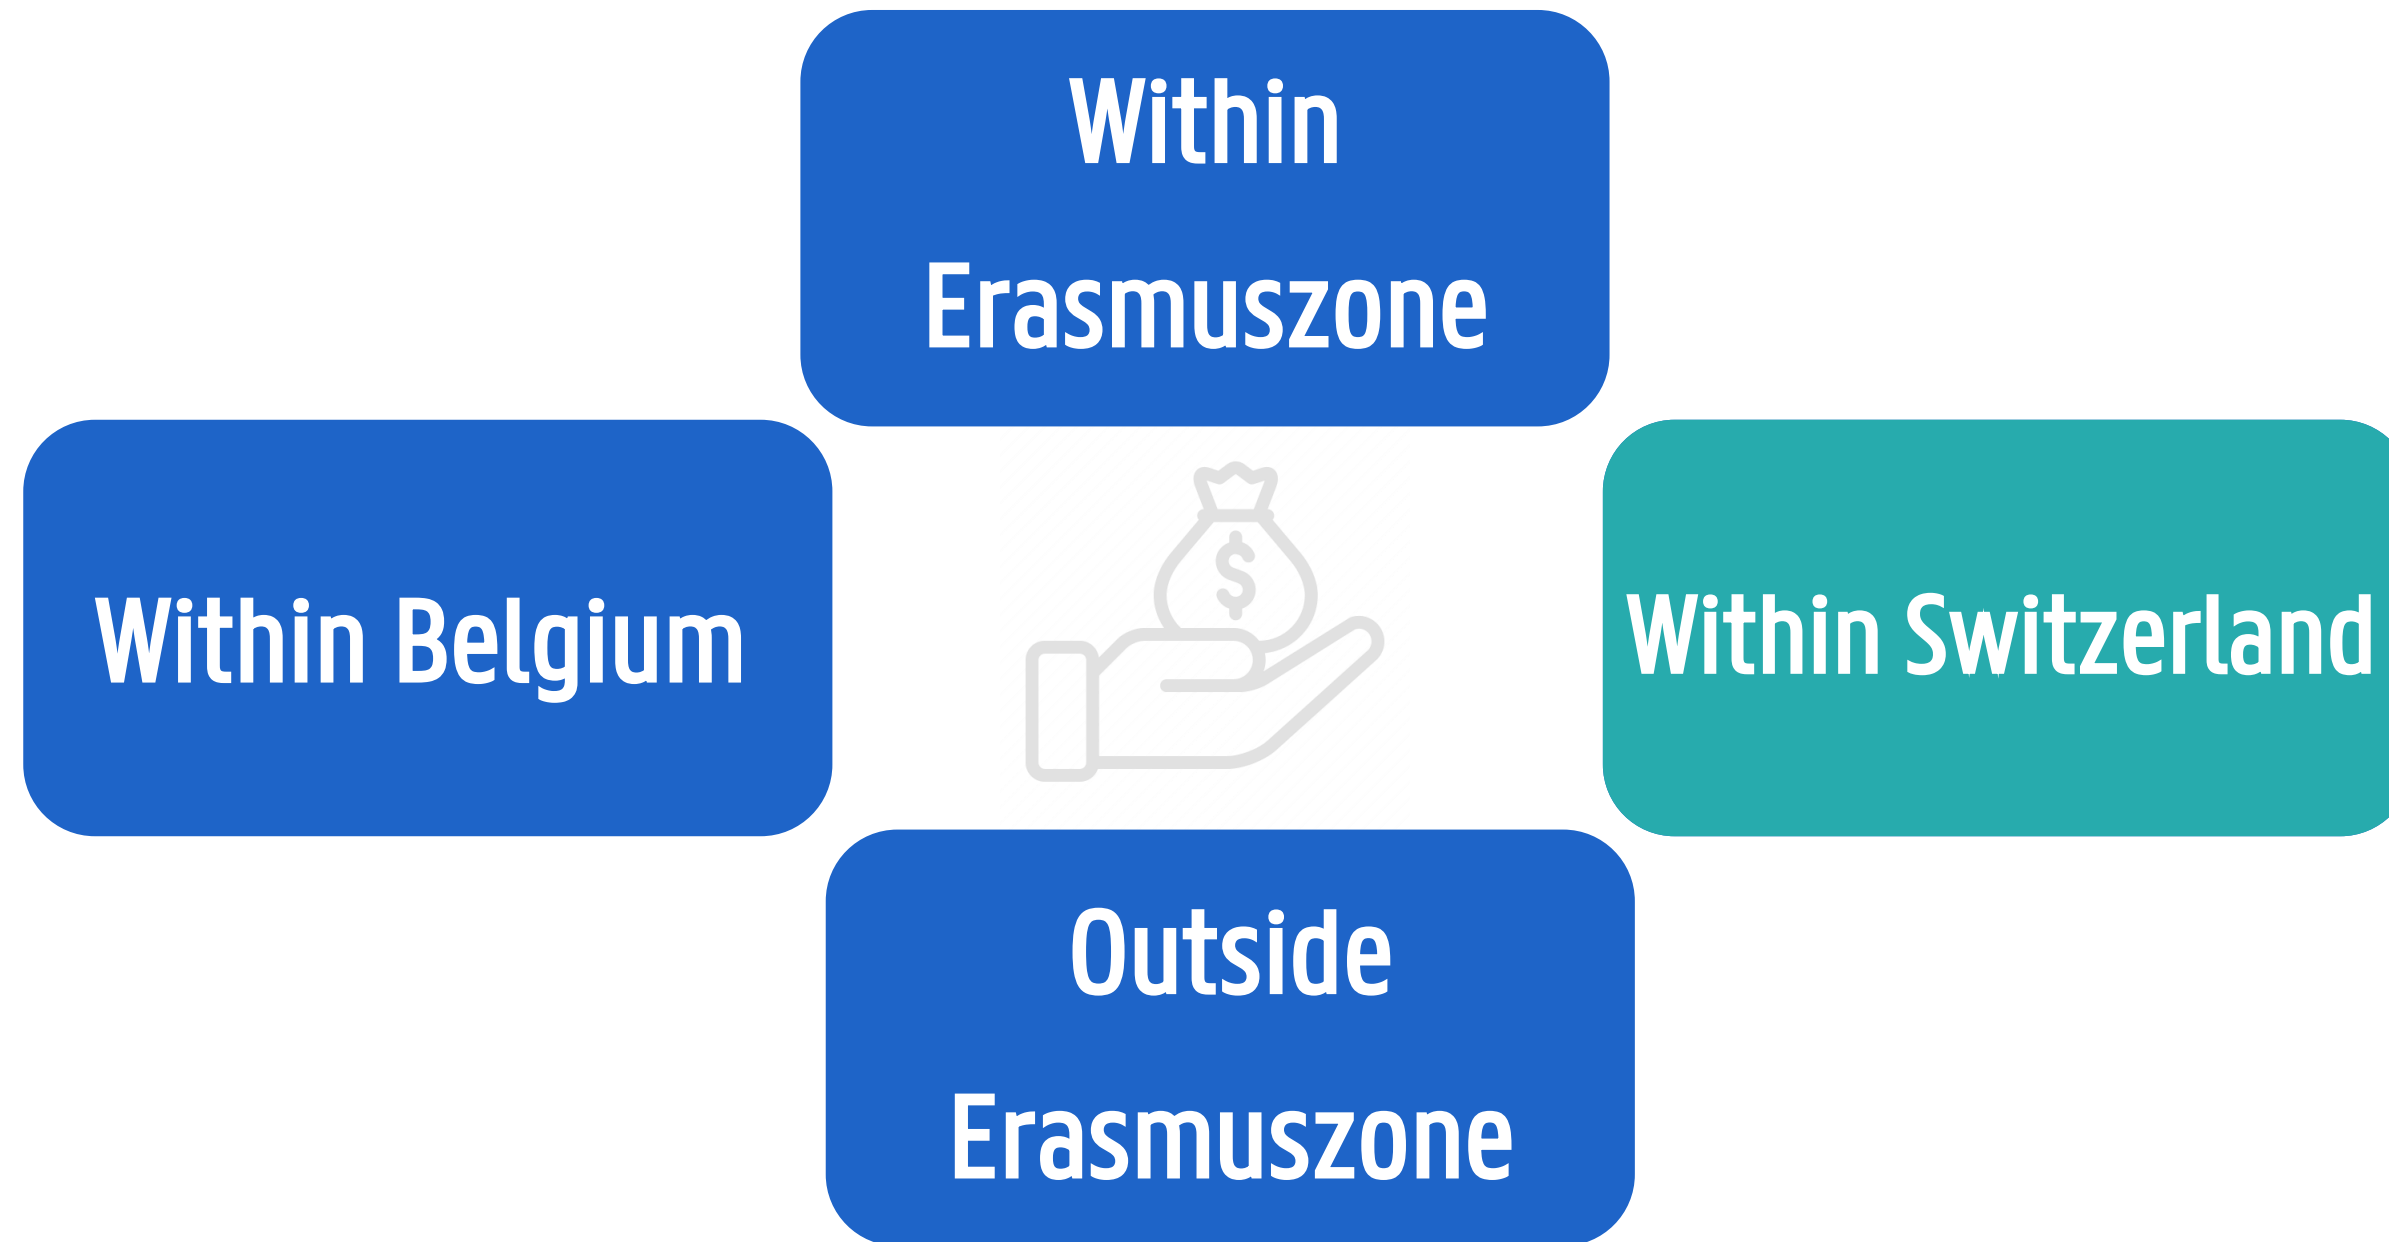 Within
Erasmuszone
Within Belgium
$
Within Switzerland
Outside
Erasmuszone